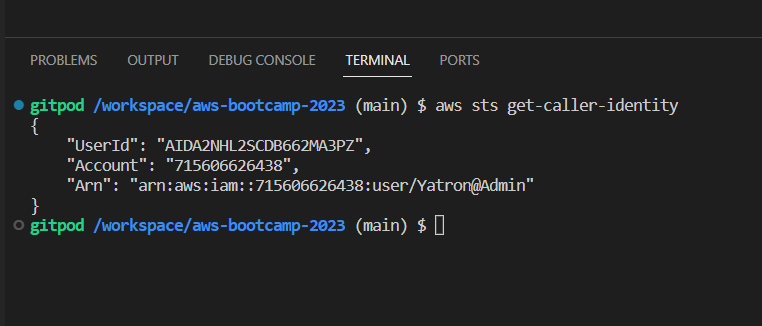 PROBLEMS OUTPUT DEBUG CONSOLE TERMINAL PORTS
gitpod /workspace/aws-bootcamp-2023 (main) $ aws sts get-caller-identity
{
    "UserId": "AIDA2NHL2SCDB662MA3PZ",
    "Account": "715606626438",
    "Arn": "arn:aws:iam::715606626438:user/Yatron@Admin"
}
gitpod /workspace/aws-bootcamp-2023 (main) $